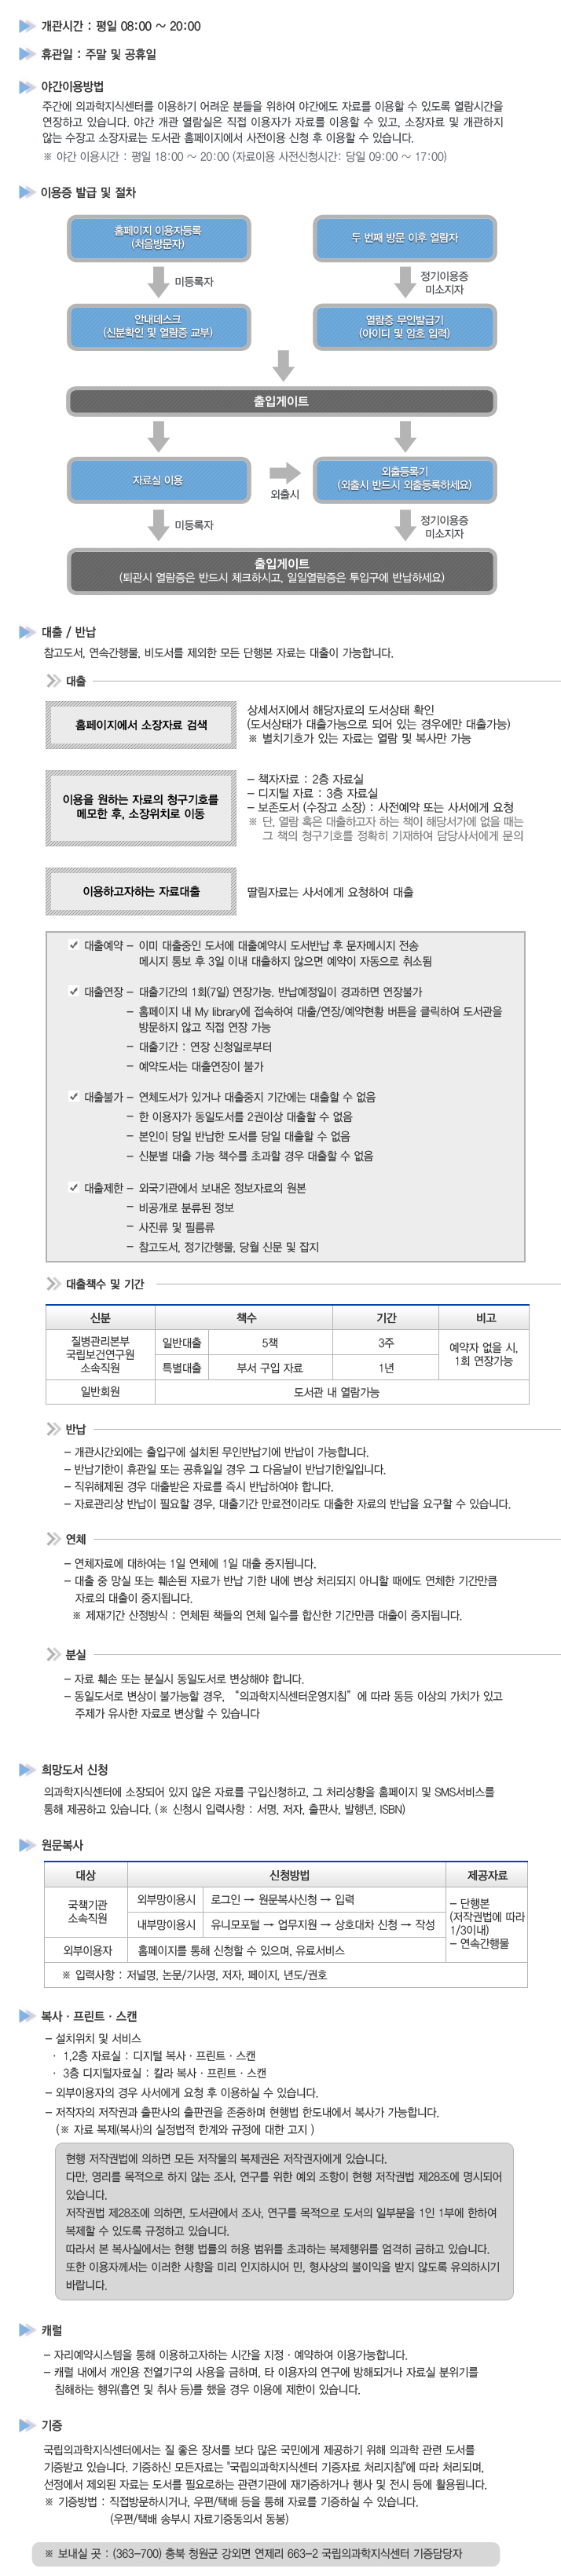 개관시간 : 평일 08:00 ~ 20:00
휴관일 : 주말 및 공휴일
야간이용방법
주간에 의과학지식센터를 이용하기 어려운 분들을 위하여 야간에도 자료를 이용할 수 있도록 열람시간을
연장하고 있습니다. 야간 개관 열람실은 직접 이용자가 자료를 이용할 수 있고, 소장자료 및 개관하지
않는 수장고 소장자료는 도서관 홈페이지에서 사전이용 신청 후 이용할 수 있습니다.
※ 야간 이용시간 : 평일 18:00 ~ 20:00 (자료이용 사전신청시간: 당일 09:00 ~ 17:00)
이용증 발급 및 절차
홈페이지 이용자등록
(처음방문자)
두 번째 방문 이후 열람자
미등록자
정기이용증
미소지자
안내데스크
(신분확인 및 열람증 교부)
열람증 무인발급기
(아이디 및 암호 입력)
출입게이트
자료실 이용
외출시
외출등록기
(외출시 반드시 외출등록하세요)
미등록자
정기이용증
미소지자
출입게이트
(퇴관시 열람증은 반드시 체크하시고, 일일열람증은 투입구에 반납하세요)
대출 / 반납
참고도서, 연속간행물, 비도서를 제외한 모든 단행본 자료는 대출이 가능합니다.
대출
홈페이지에서 소장자료 검색
상세서지에서 해당자료의 도서상태 확인
(도서상태가 대출가능으로 되어 있는 경우에만 대출가능)
※ 별치기호가 있는 자료는 열람 및 복사만 가능
이용을 원하는 자료의 청구기호를
메모한 후, 소장위치로 이동
- 책자자료 : 2층 자료실
- 디지털 자료 : 3층 자료실
- 보존도서 (수장고 소장) : 사전예약 또는 사서에게 요청
※ 단, 열람 혹은 대출하고자 하는 책이 해당서가에 없을 때는
그 책의 청구기호를 정확히 기재하여 담당사서에게 문의
이용하고자하는 자료대출
딸림자료는 사서에게 요청하여 대출
대출예약 - 이미 대출중인 도서에 대출예약시 도서반납 후 문자메시지 전송
메시지 통보 후 3일 이내 대출하지 않으면 예약이 자동으로 취소됨
대출연장 - 대출기간의 1회(7일) 연장가능. 반납예정일이 경과하면 연장불가
- 홈페이지 내 My library에 접속하여 대출/연장/예약현황 버튼을 클릭하여 도서관을
방문하지 않고 직접 연장 가능
- 대출기간 : 연장 신청일로부터
- 예약도서는 대출연장이 불가
대출불가 - 연체도서가 있거나 대출중지 기간에는 대출할 수 없음
- 한 이용자가 동일도서를 2권이상 대출할 수 없음
- 본인이 당일 반납한 도서를 당일 대출할 수 없음
- 신분별 대출 가능 책수를 초과할 경우 대출할 수 없음
대출제한 - 외국기관에서 보내온 정보자료의 원본
- 비공개로 분류된 정보
- 사진류 및 필름류
- 참고도서, 정기간행물, 당월 신문 및 잡지
대출책수 및 기간
신분 책수 기간 비고
질병관리본부
국립보건연구원
소속직원
일반대출 5책 3주
특별대출 부서 구입 자료 1년
예약자 없을 시,
1회 연장가능
일반회원 도서관 내 열람가능
반납
- 개관시간외에는 출입구에 설치된 무인반납기에 반납이 가능합니다.
- 반납기한이 휴관일 또는 공휴일일 경우 그 다음날이 반납기한일입니다.
- 직위해제된 경우 대출받은 자료를 즉시 반납하여야 합니다.
- 자료관리상 반납이 필요할 경우, 대출기간 만료전이라도 대출한 자료의 반납을 요구할 수 있습니다.
연체
- 연체자료에 대하여는 1일 연체에 1일 대출 중지됩니다.
- 대출 중 망실 또는 훼손된 자료가 반납 기한 내에 변상 처리되지 아니할 때에도 연체한 기간만큼
자료의 대출이 중지됩니다.
※ 제재기간 산정방식 : 연체된 책들의 연체 일수를 합산한 기간만큼 대출이 중지됩니다.
분실
- 자료 훼손 또는 분실시 동일도서로 변상해야 합니다.
- 동일도서로 변상이 불가능할 경우, “의과학지식센터운영지침” 에 따라 동등 이상의 가치가 있고
주제가 유사한 자료로 변상할 수 있습니다
희망도서 신청
의과학지식센터에 소장되어 있지 않은 자료를 구입신청하고, 그 처리상황을 홈페이지 및 SMS서비스를
통해 제공하고 있습니다. (※ 신청시 입력사항 : 서명, 저자, 출판사, 발행년, ISBN)
원문복사
대상 신청방법 제공자료
국책기관
소속직원
외부망이용시 로그인 → 원문복사신청 → 입력
내부망이용시 유니모포털 → 업무지원 → 상호대차 신청 → 작성
- 단행본
(저작권법에 따라
1/3이내)
- 연속간행물
외부이용자 홈페이지를 통해 신청할 수 있으며, 유료서비스
※ 입력사항 : 저널명, 논문/기사명, 저자, 페이지, 년도/권호
복사 · 프린트 · 스캔
- 설치위치 및 서비스
· 1,2층 자료실 : 디지털 복사 · 프린트 · 스캔
· 3층 디지털자료실 : 칼라 복사 · 프린트 · 스캔
- 외부이용자의 경우 사서에게 요청 후 이용하실 수 있습니다.
- 저작자의 저작권과 출판사의 출판권을 존중하며 현행법 한도내에서 복사가 가능합니다.
(※ 자료 복제(복사)의 실정법적 한계와 규정에 대한 고지 )
현행 저작권법에 의하면 모든 저작물의 복제권은 저작권자에게 있습니다.
다만, 영리를 목적으로 하지 않는 조사, 연구를 위한 예외 조항이 현행 저작권법 제28조에 명시되어
있습니다.
저작권법 제28조에 의하면, 도서관에서 조사, 연구를 목적으로 도서의 일부분을 1인 1부에 한하여
복제할 수 있도록 규정하고 있습니다.
따라서 본 복사실에서는 현행 법률의 허용 범위를 초과하는 복제행위를 엄격히 금하고 있습니다.
또한 이용자께서는 이러한 사항을 미리 인지하시어 민, 형사상의 불이익을 받지 않도록 유의하시기
바랍니다.
캐럴
- 자리예약시스템을 통해 이용하고자하는 시간을 지정 · 예약하여 이용가능합니다.
- 캐럴 내에서 개인용 전열기구의 사용을 금하며, 타 이용자의 연구에 방해되거나 자료실 분위기를
침해하는 행위(흡연 및 취사 등)를 했을 경우 이용에 제한이 있습니다.
기증
국립의과학지식센터에서는 질 좋은 장서를 보다 많은 국민에게 제공하기 위해 의과학 관련 도서를
기증받고 있습니다. 기증하신 모든자료는 "국립의과학지식센터 기증자료 처리지침"에 따라 처리되며,
선정에서 제외된 자료는 도서를 필요로하는 관련기관에 재기증하거나 행사 및 전시 등에 활용됩니다.
※ 기증방법 : 직접방문하시거나, 우편/택배 등을 통해 자료를 기증하실 수 있습니다.
(우편/택배 송부시 자료기증동의서 동봉)
※ 보내실 곳 : (363-700) 충북 청원군 강외면 연제리 663-2 국립의과학지식센터 기증담당자